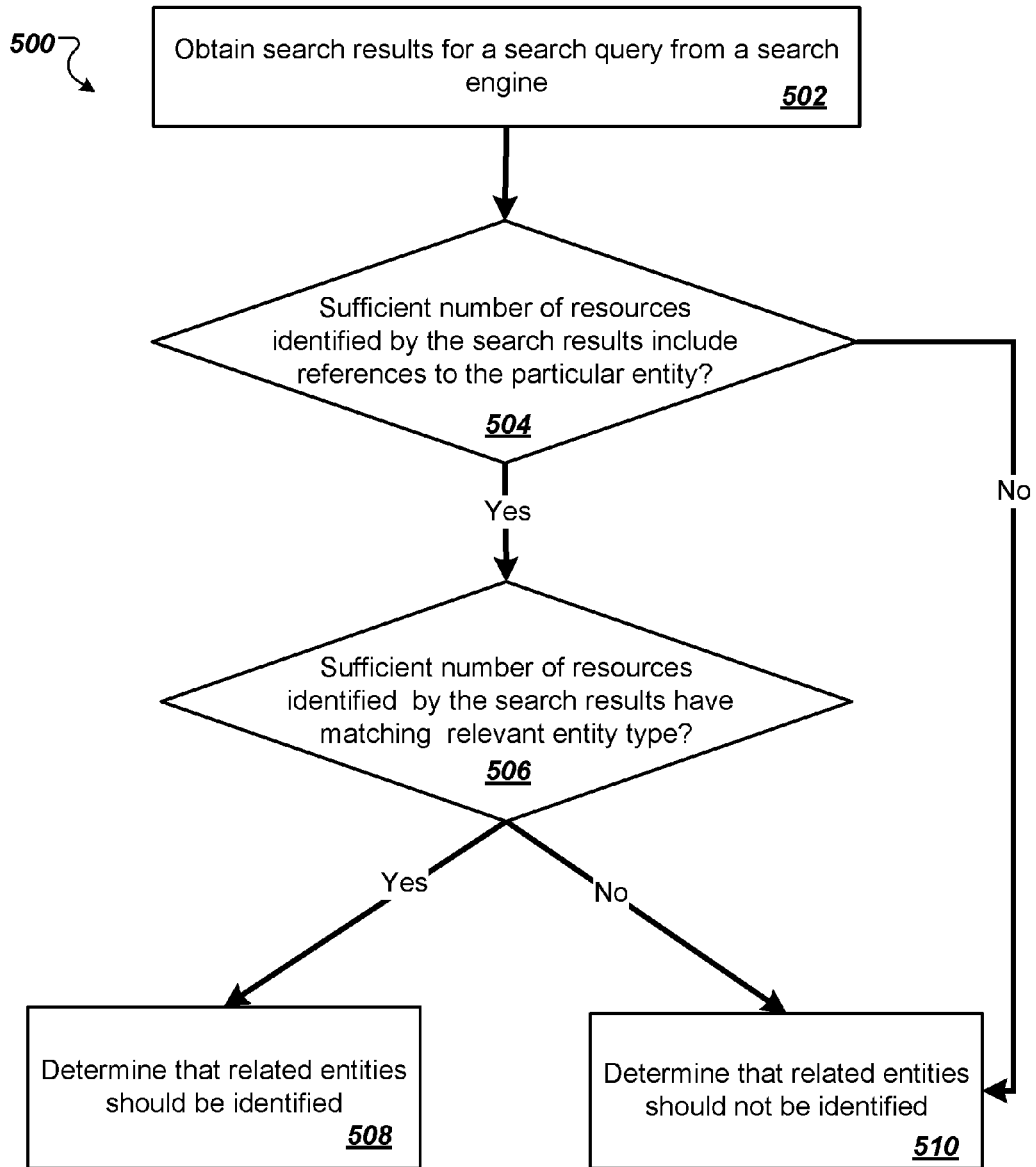 500
Obtain search results for a search query from a search
engine
502
Sufficient number of resources
identified by the search results include
references to the particular entity?
504
No
Yes
Sufficient number of resources
identified by the search results have
matching relevant entity type?
506
Yes
No
Determine that related entities
should be identified
508
Determine that related entities
should not be identified
510